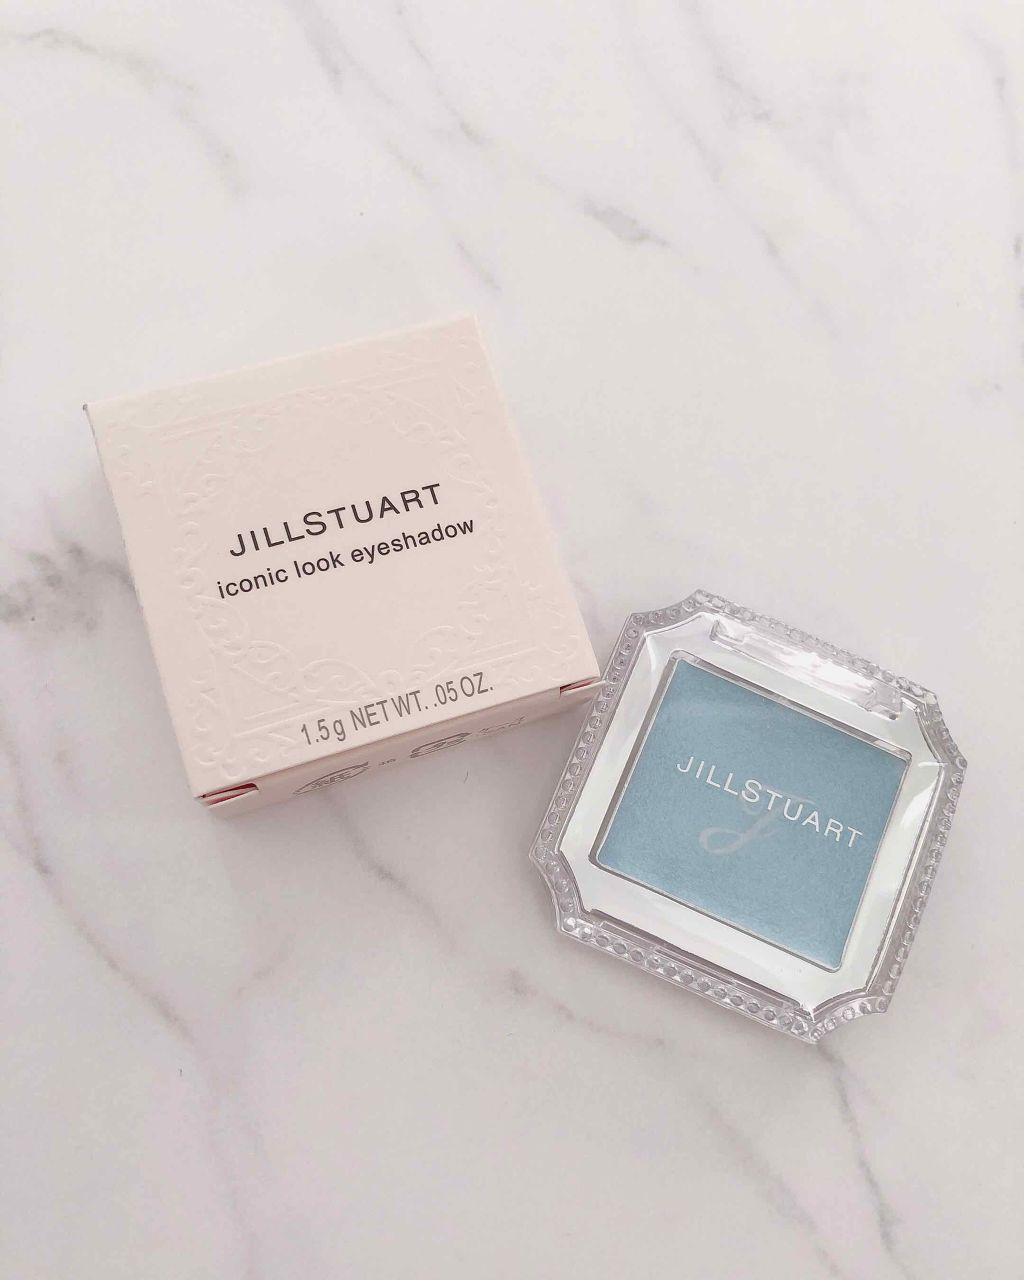 JILLSTUART
iconic look eyeshadow
1.5g NET WT. .05 OZ.
JILLSTUART
J